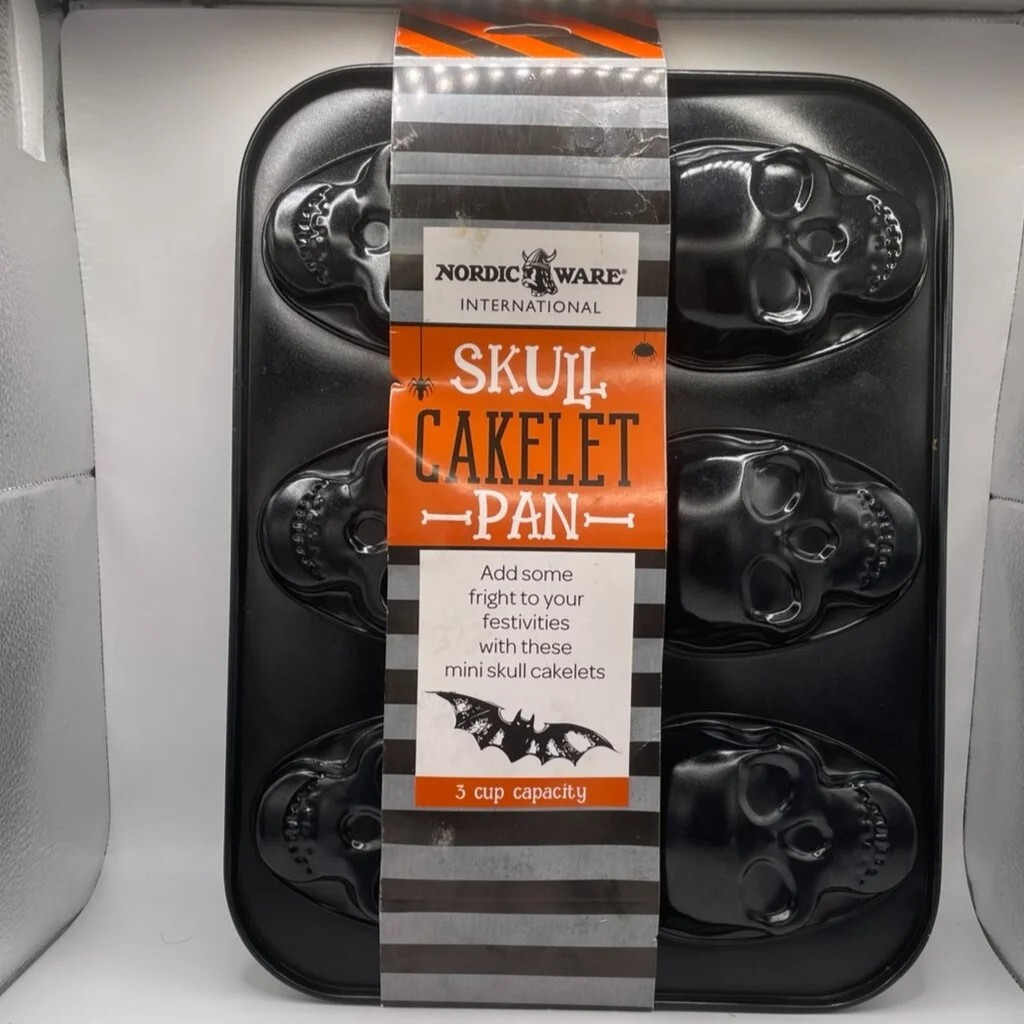 NORDIC WARE®
INTERNATIONAL
SKULL
CAKELET
PAN
Add some
fright to your
festivities
with these
mini skull cakelets
3 cup capacity